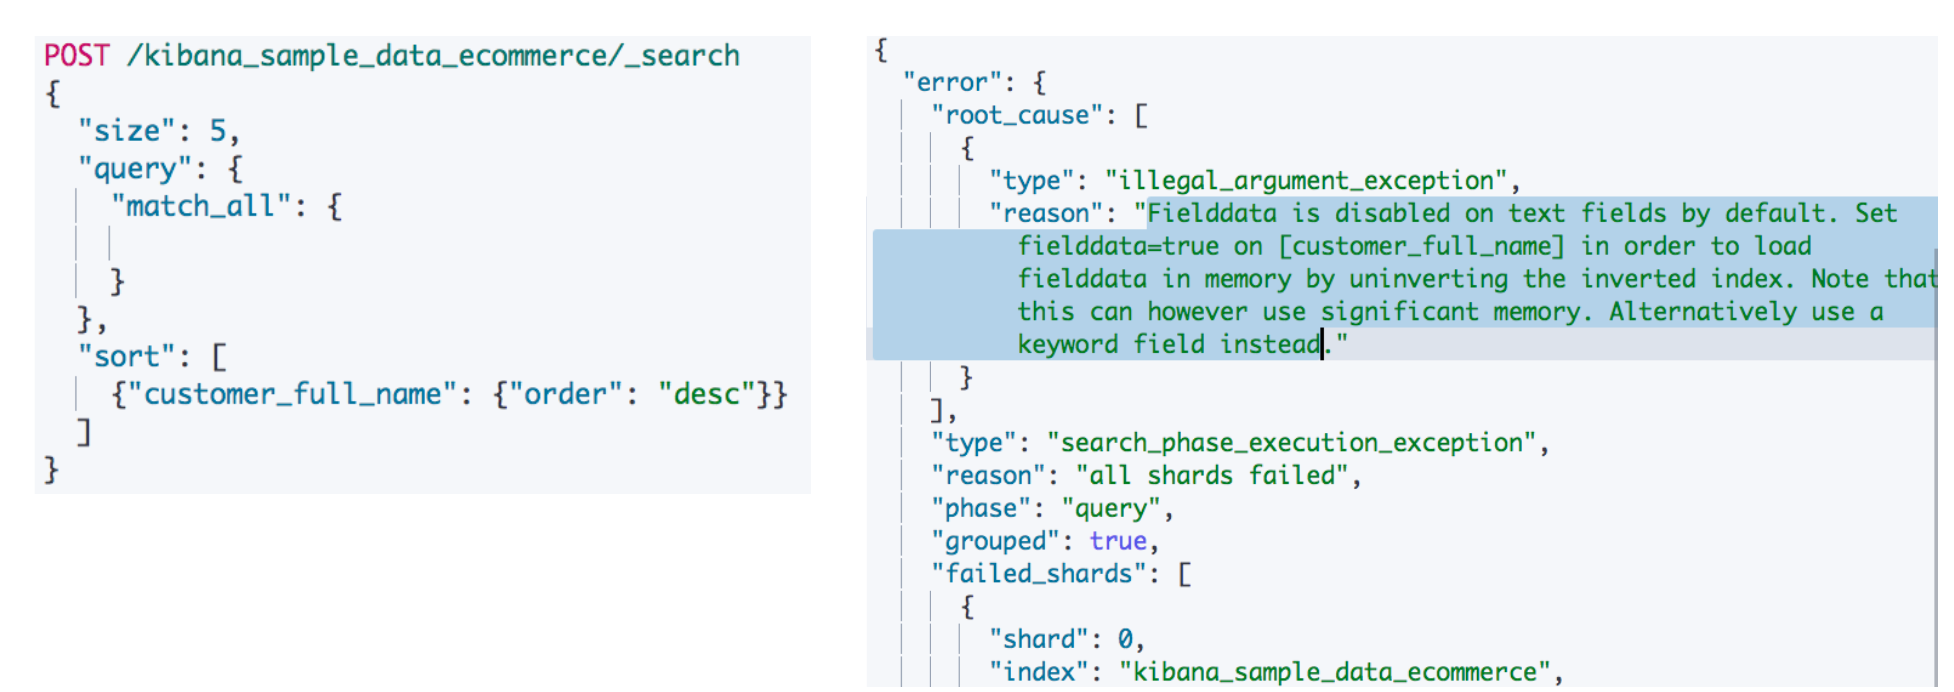 POST /kibana_sample_data_ecommerce/_search
{
"size": 5,
"query": {
"match_all": {
}
},
"sort": [
{"customer_full_name": {"order": "desc"}}
]
}
{
"error": {
"root_cause": [
{
"type": "illegal_argument_exception",
"reason": "Fielddata is disabled on text fields by default. Set
fielddata=true on [customer_full_name] in order to load
fielddata in memory by uninverting the inverted index. Note that
this can however use significant memory. Alternatively use a
keyword field instead."
}
],
"type": "search_phase_execution_exception",
"reason": "all shards failed",
"phase": "query",
"grouped": true,
"failed_shards": [
{
"shard": 0,
"index": "kibana_sample_data_ecommerce",